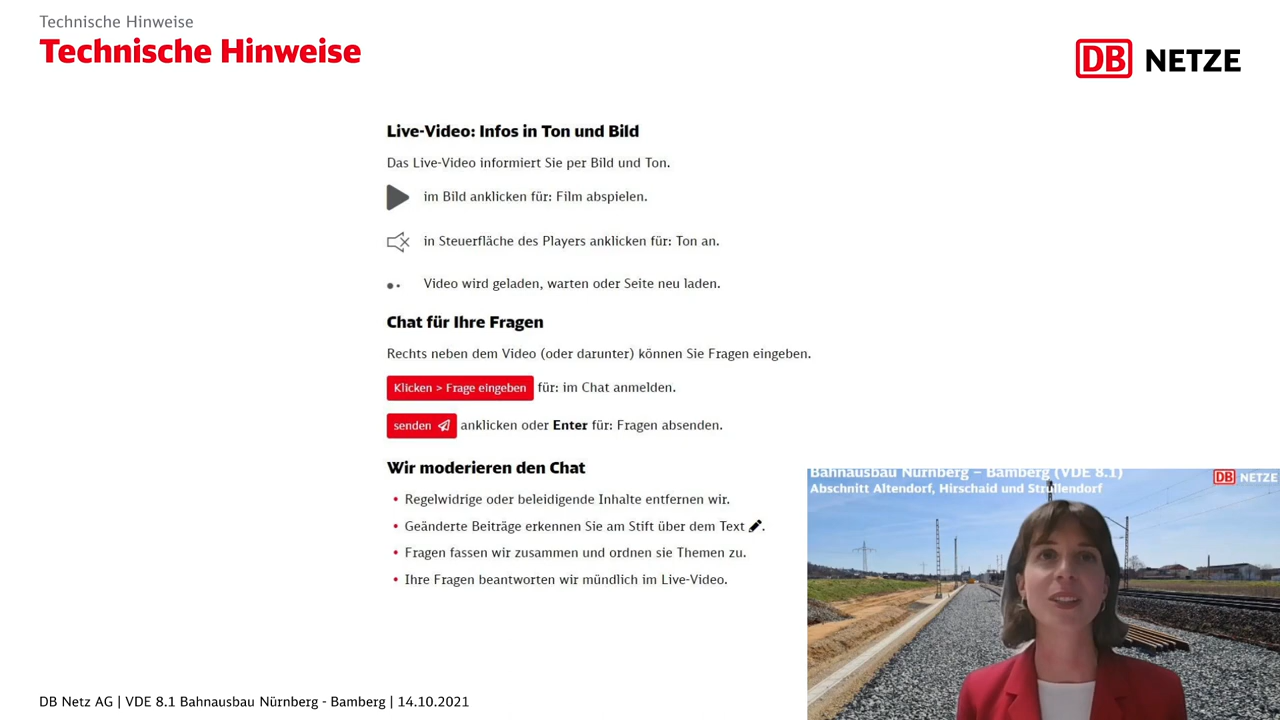 Technische Hinweise
Technische Hinweise
DB NETZE
Live-Video: Infos in Ton und Bild
Das Live-Video informiert Sie per Bild und Ton.
im Bild anklicken für: Film abspielen.
in Steuerfläche des Players anklicken für: Ton an.
Video wird geladen, warten oder Seite neu laden.
Chat für Ihre Fragen
Rechts neben dem Video (oder darunter) können Sie Fragen eingeben.
Klicken > Frage eingeben für: im Chat anmelden.
senden anklicken oder Enter für: Fragen absenden.
Wir moderieren den Chat
• Regelwidrige oder beleidigende Inhalte entfernen wir.
• Geänderte Beiträge erkennen Sie am Stift über dem Text .
• Fragen fassen wir zusammen und ordnen sie Themen zu.
• Ihre Fragen beantworten wir mündlich im Live-Video.
Bahnausbau Nürnberg – Bamberg (VDE 8.1)
Abschnitt Altendorf, Hirschaid und Strullendorf
DB NETZE
DB Netz AG | VDE 8.1 Bahnausbau Nürnberg - Bamberg | 14.10.2021